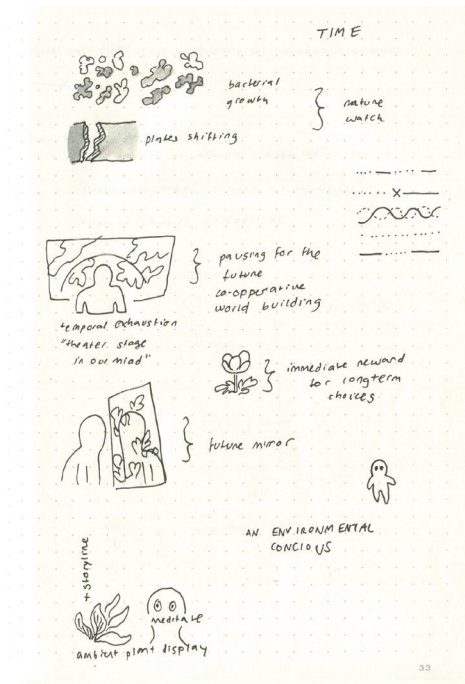 TIME
bacterial
growth
nature
watch
plates shifting
pausing for the
future
co-opperative
world building
temporal exhaustion
"theater stage
in our mind"
immediate reward
for longterm
choices
future mirror
AN ENVIRONMENTAL
CONCIOUS
+ storyline
meditate
ambient plant display
33